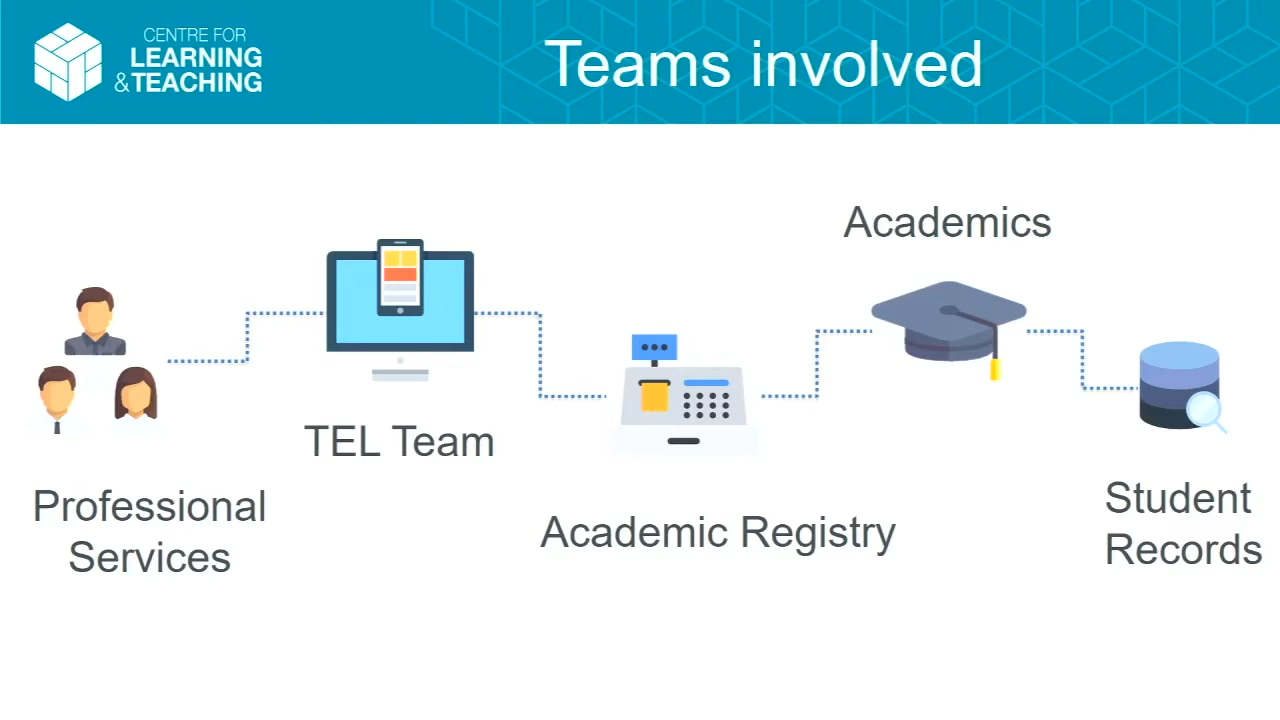 CENTRE FOR
LEARNING
&TEACHING
Teams involved
Professional
Services
TEL Team
Academic Registry
Academics
Student
Records